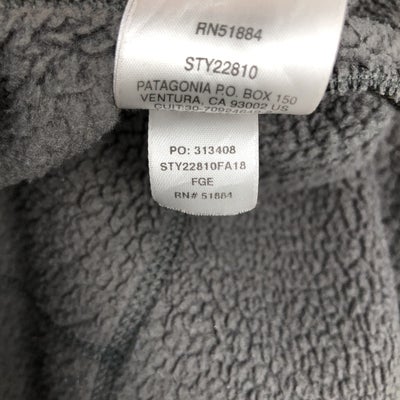 RN51884
STY22810
PATAGONIA P.O. BOX 150
VENTURA, CA 93002 US
PO: 313408
STY22810FA18
FGE
RN# 51884